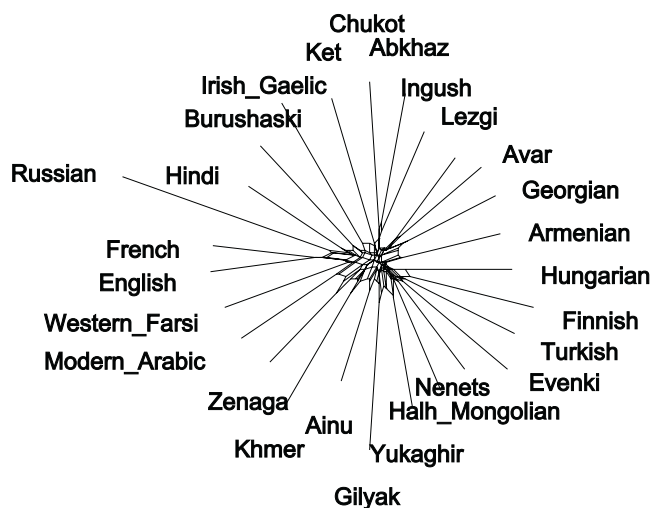 Chukot
Abkhaz
Ket
Irish_Gaelic
Ingush
Burushaski
Lezgi
Avar
Russian
Hindi
Georgian
Armenian
French
English
Hungarian
Western_Farsi
Finnish
Modern_Arabic
Turkish
Evenki
Nenets
Zenaga
Halh_Mongolian
Ainu
Khmer
Yukaghir
Gilyak